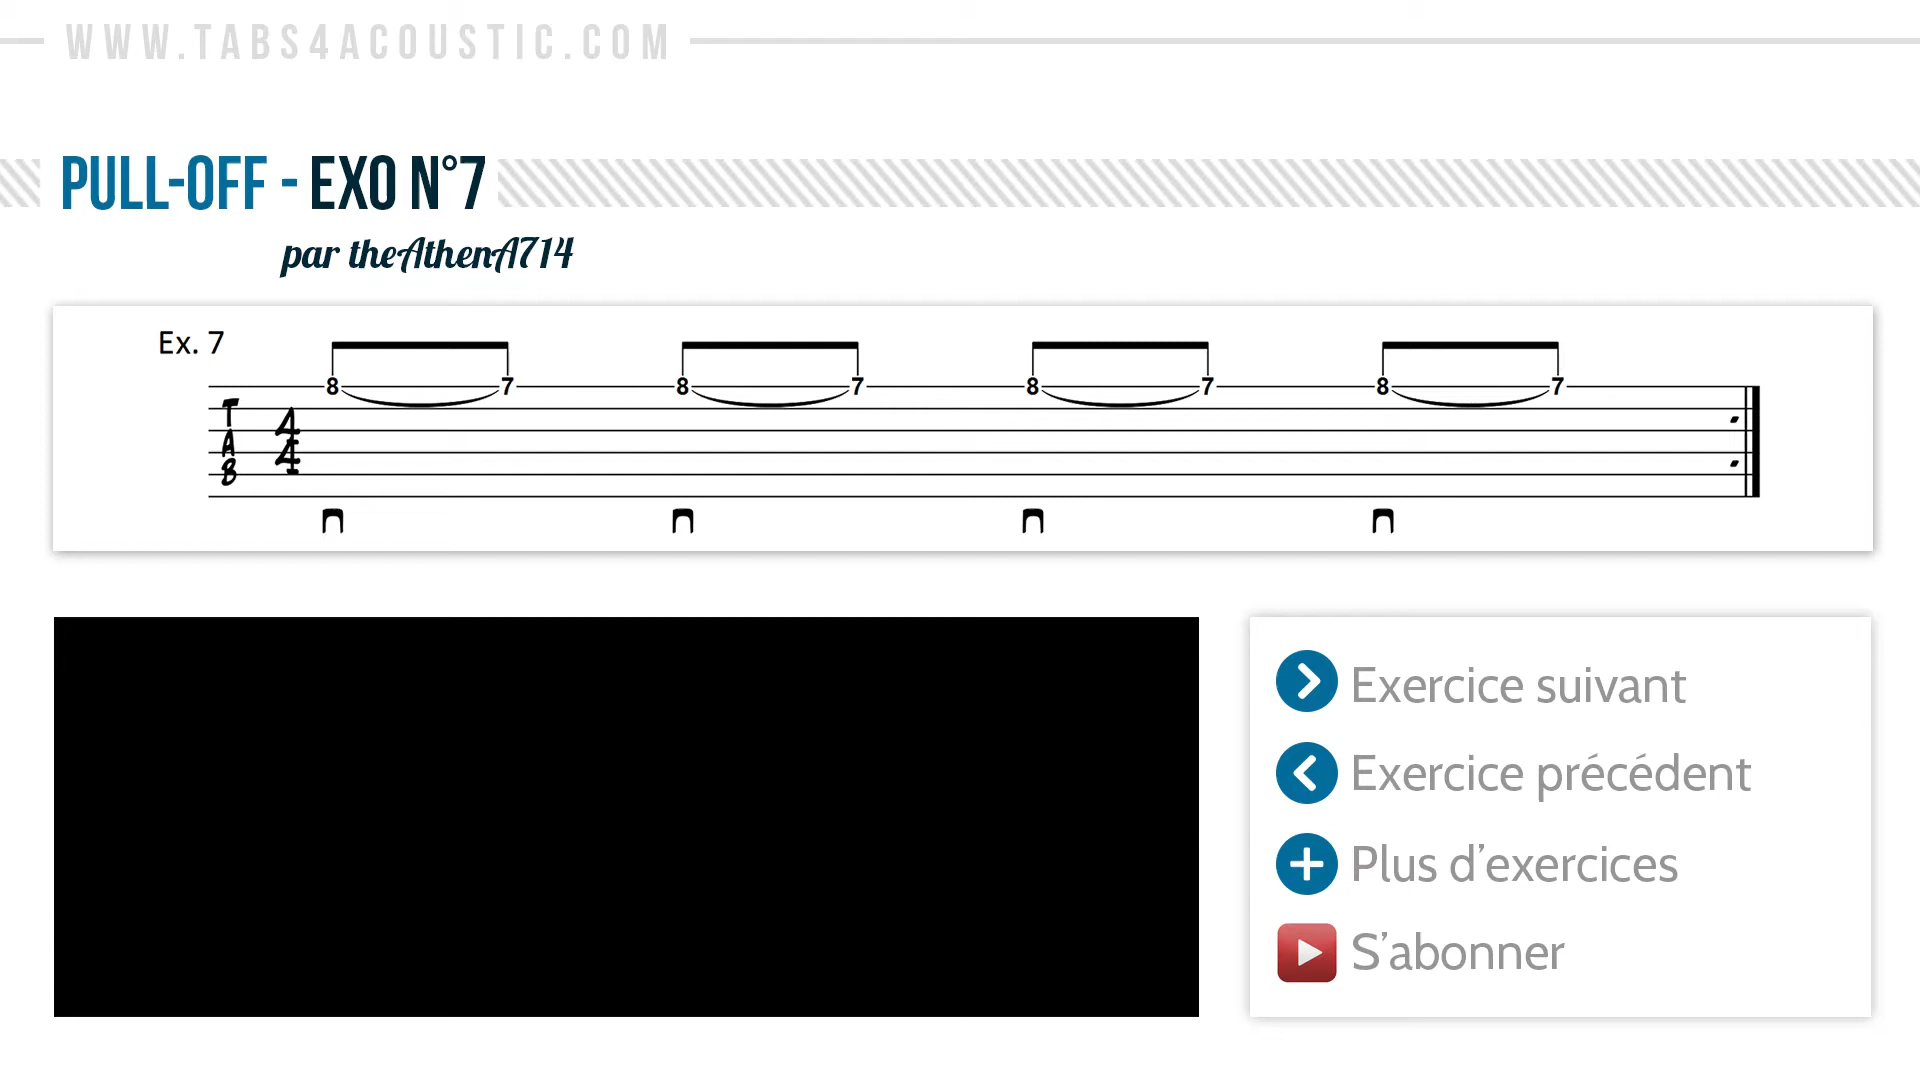 WWW.TABS4ACOUSTIC.COM
PULL-OFF - EXO N°7
par theAthenA714
Ex. 7
8 7 8 7 8 7 8 7
TAB
4
4
Exercice suivant
Exercice précédent
Plus d’exercices
S’abonner